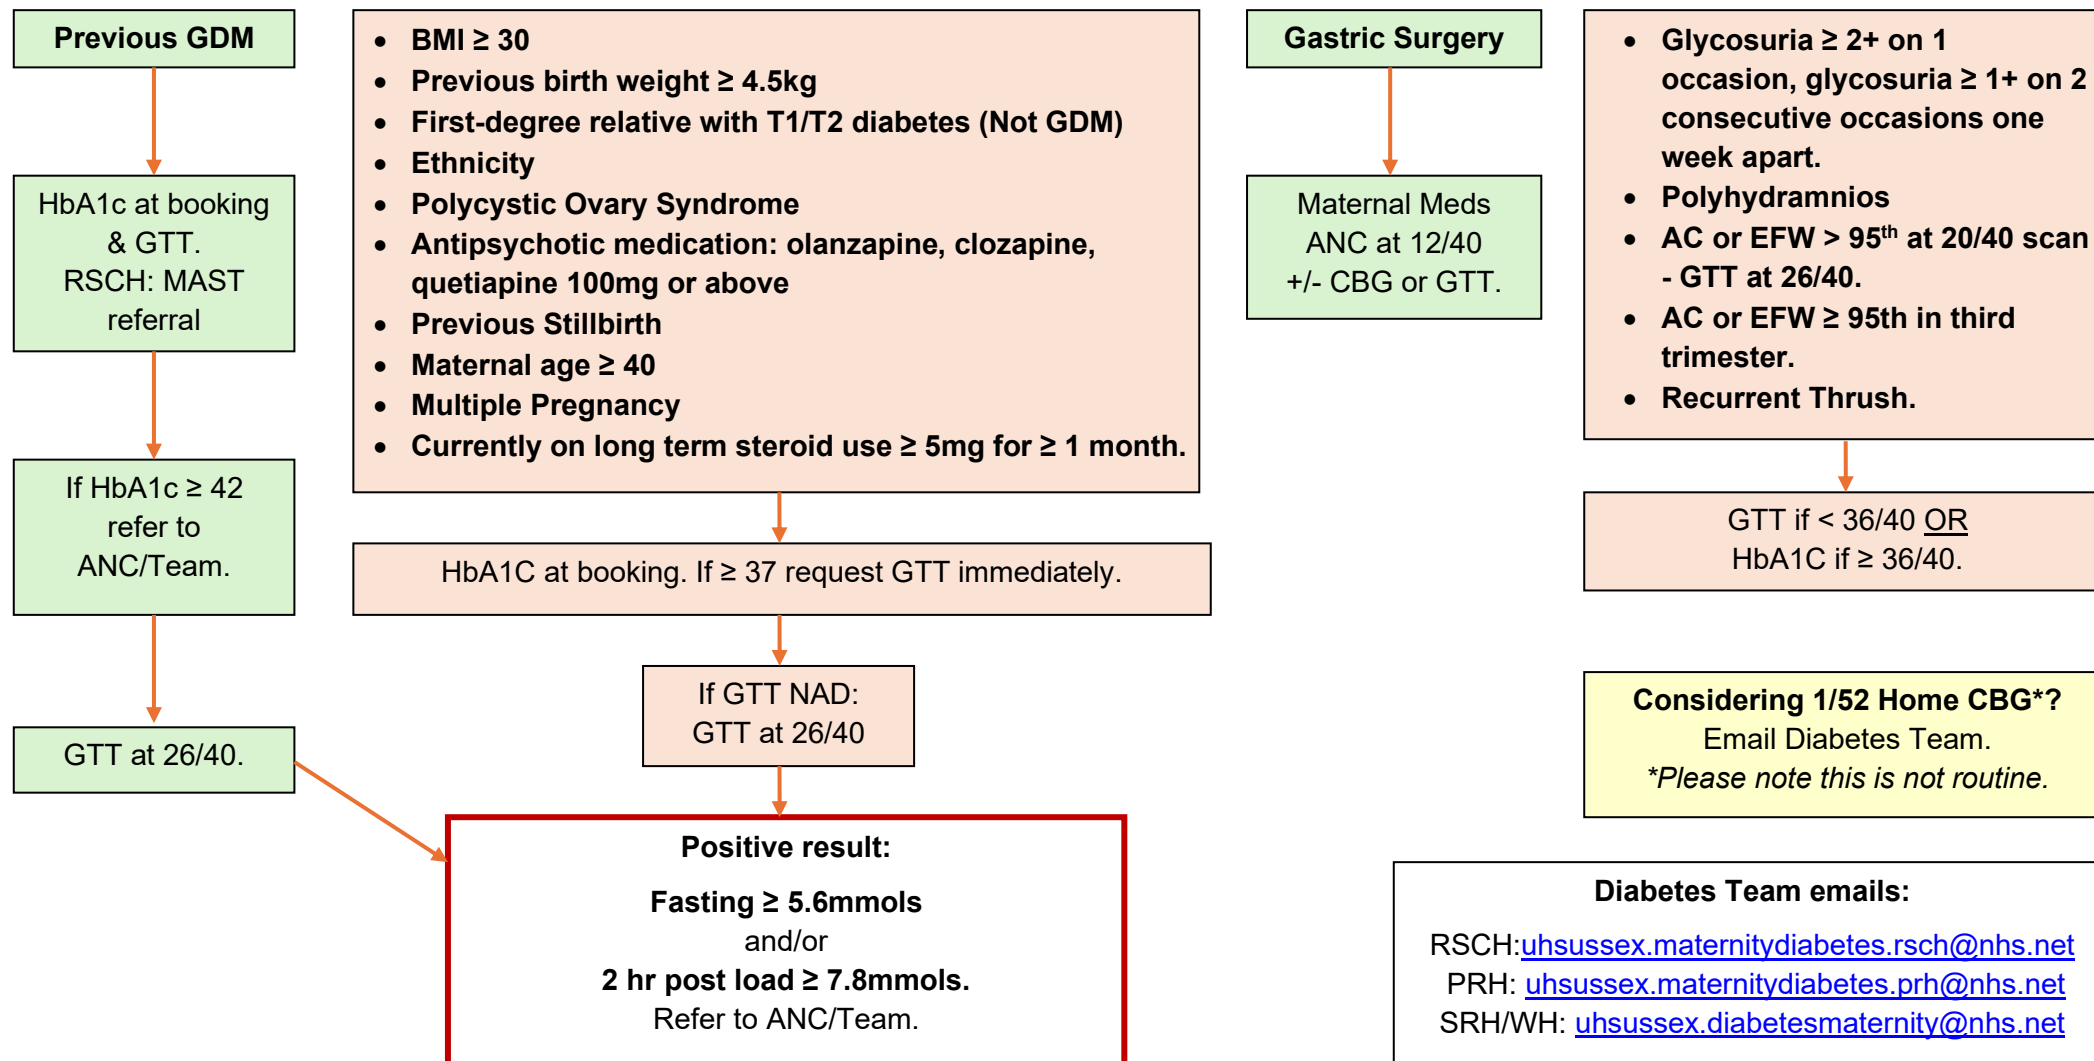 Previous GDM
HbA1c at booking
& GTT.
RSCH: MAST
referral
If HbA1c ≥ 42
refer to
ANC/Team.
GTT at 26/40.
• BMI ≥ 30
• Previous birth weight ≥ 4.5kg
• First-degree relative with T1/T2 diabetes (Not GDM)
• Ethnicity
• Polycystic Ovary Syndrome
• Antipsychotic medication: olanzapine, clozapine,
quetiapine 100mg or above
• Previous Stillbirth
• Maternal age ≥ 40
• Multiple Pregnancy
• Currently on long term steroid use ≥ 5mg for ≥ 1 month.
HbA1C at booking. If ≥ 37 request GTT immediately.
If GTT NAD:
GTT at 26/40
Positive result:
Fasting ≥ 5.6mmols
and/or
2 hr post load ≥ 7.8mmols.
Refer to ANC/Team.
Gastric Surgery
Maternal Meds
ANC at 12/40
+/- CBG or GTT.
• Glycosuria ≥ 2+ on 1
occasion, glycosuria ≥ 1+ on 2
consecutive occasions one
week apart.
• Polyhydramnios
• AC or EFW > 95th at 20/40 scan
- GTT at 26/40.
• AC or EFW ≥ 95th in third
trimester.
• Recurrent Thrush.
GTT if < 36/40 OR
HbA1C if ≥ 36/40.
Considering 1/52 Home CBG*?
Email Diabetes Team.
*Please note this is not routine.
Diabetes Team emails:
RSCH:uhsussex.maternitydiabetes.rsch@nhs.net
PRH: uhsussex.maternitydiabetes.prh@nhs.net
SRH/WH: uhsussex.diabetesmaternity@nhs.net